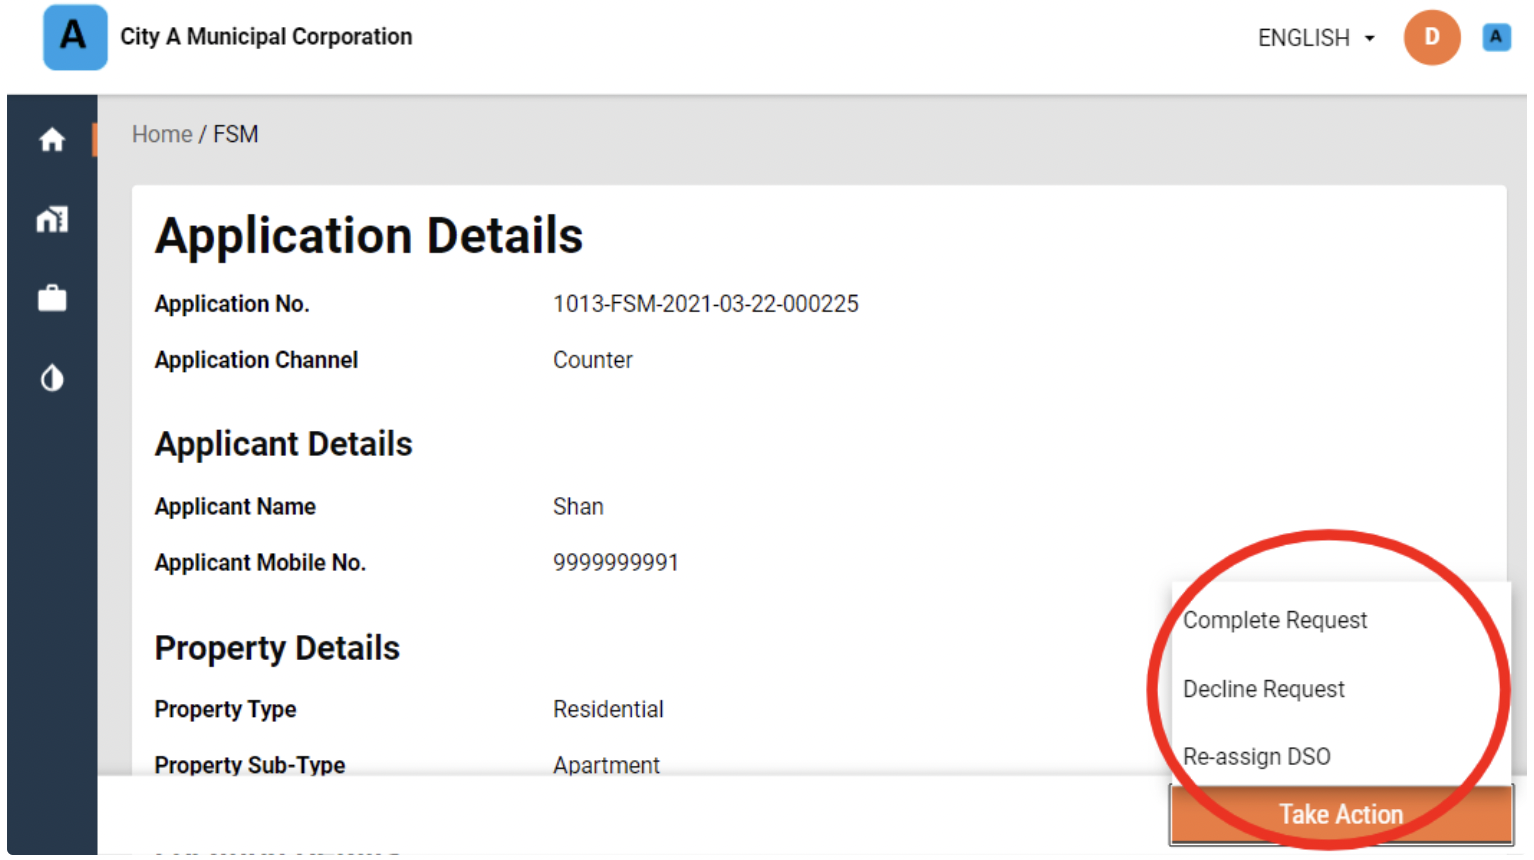 A City A Municipal Corporation ENGLISH D A
Home / FSM
Application Details
Application No. 1013-FSM-2021-03-22-000225
Application Channel Counter
Applicant Details
Applicant Name Shan
Applicant Mobile No. 9999999991
Complete Request
Property Details
Decline Request
Property Type Residential
Re-assign DSO
Property Sub-Type Apartment
Take Action